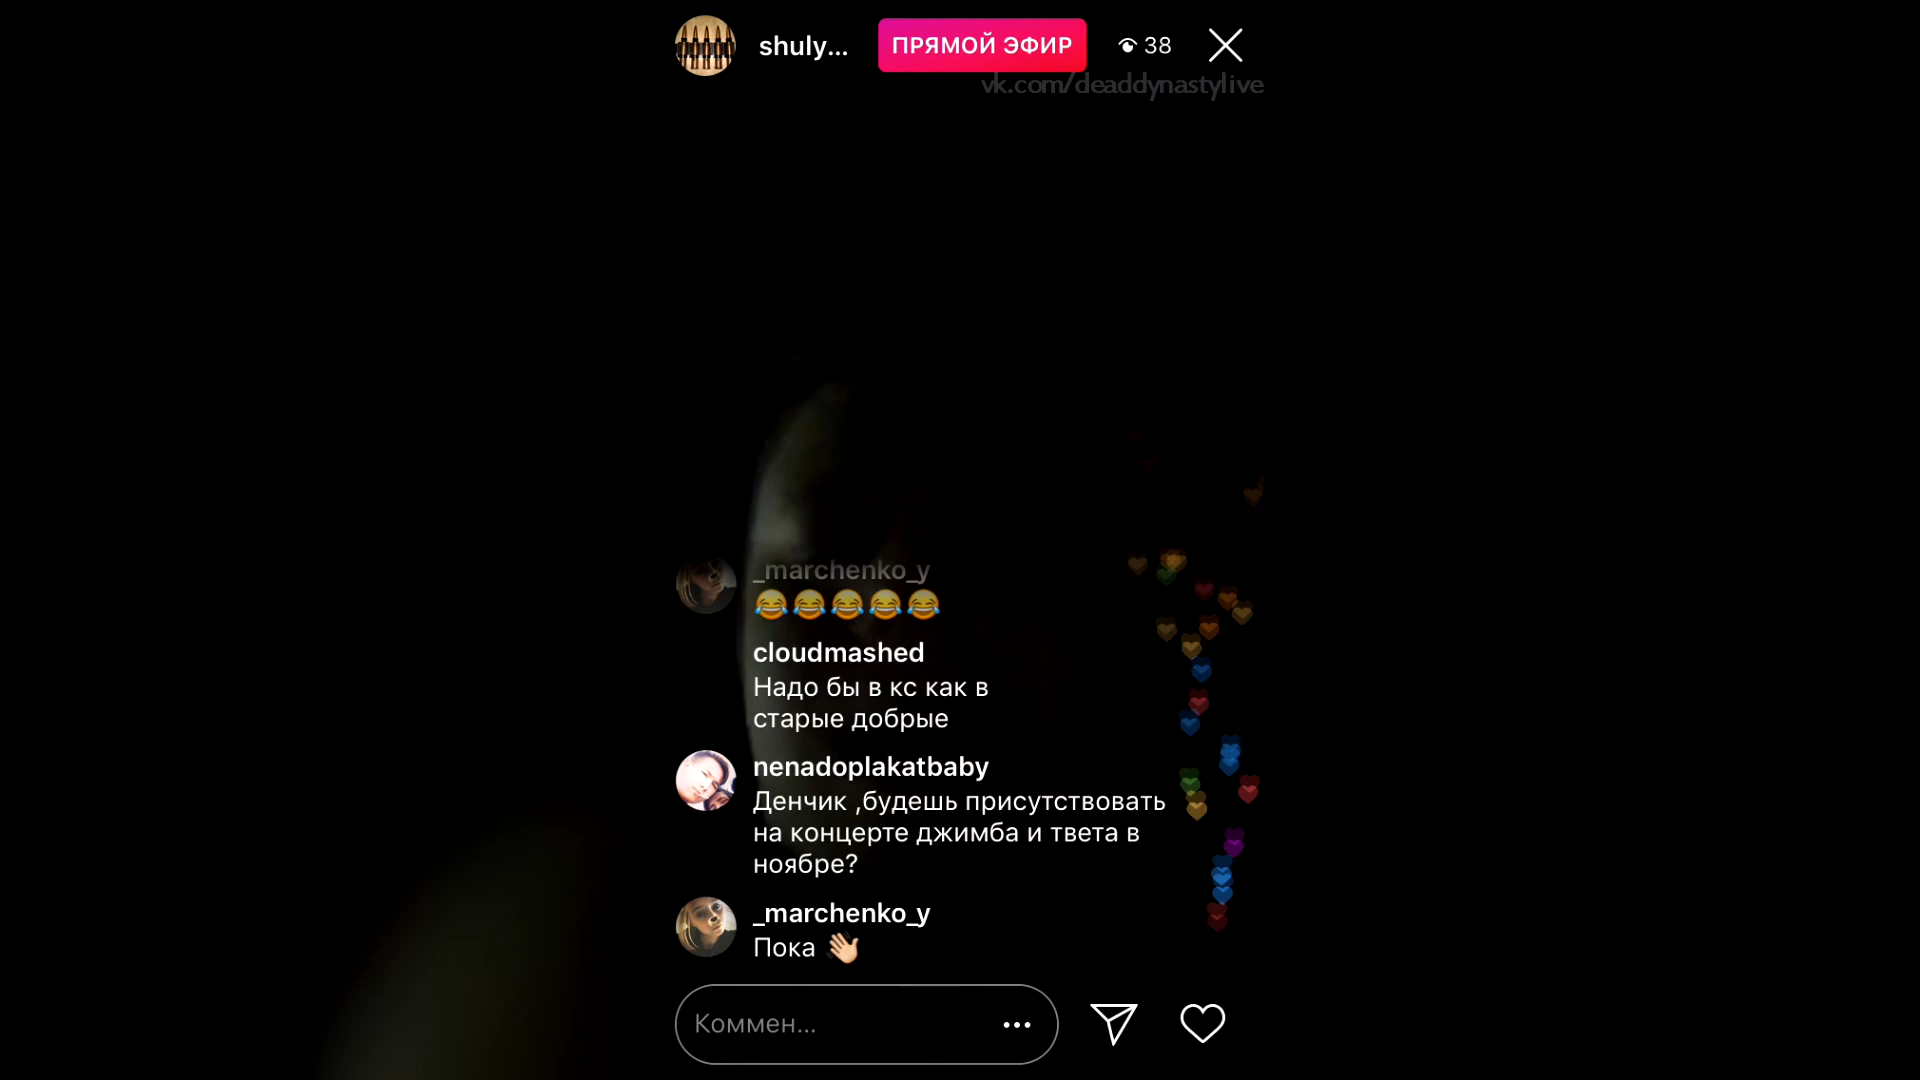 shuly...
ПРЯМОЙ ЭФИР
38
vk.com/deaddynastylive
_marchenko_y
😂😂😂😂😂
cloudmashed
Надо бы в кс как в
старые добрые
nenadoplakatbaby
Денчик ,будешь присутствовать
на концерте джимба и твета в
ноябре?
_marchenko_y
Пока 👋🏻
Коммен...